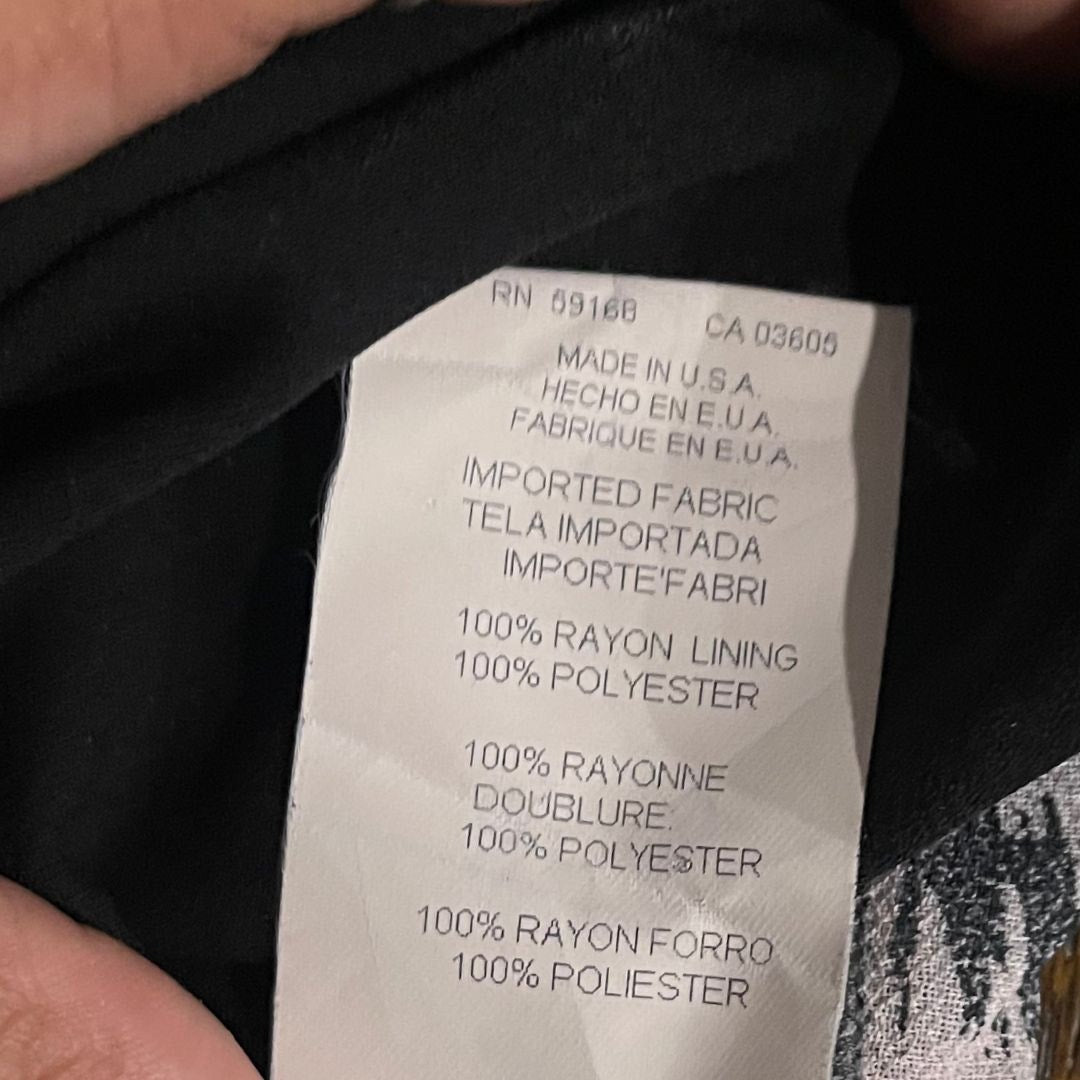 RN 59168 CA 03605
MADE IN U.S.A.
HECHO EN E.U.A.
FABRIQUE EN E.U.A.
IMPORTED FABRIC
TELA IMPORTADA
IMPORTE'FABRI
100% RAYON LINING
100% POLYESTER
100% RAYONNE
DOUBLURE:
100% POLYESTER
100% RAYON FORRO
100% POLIESTER